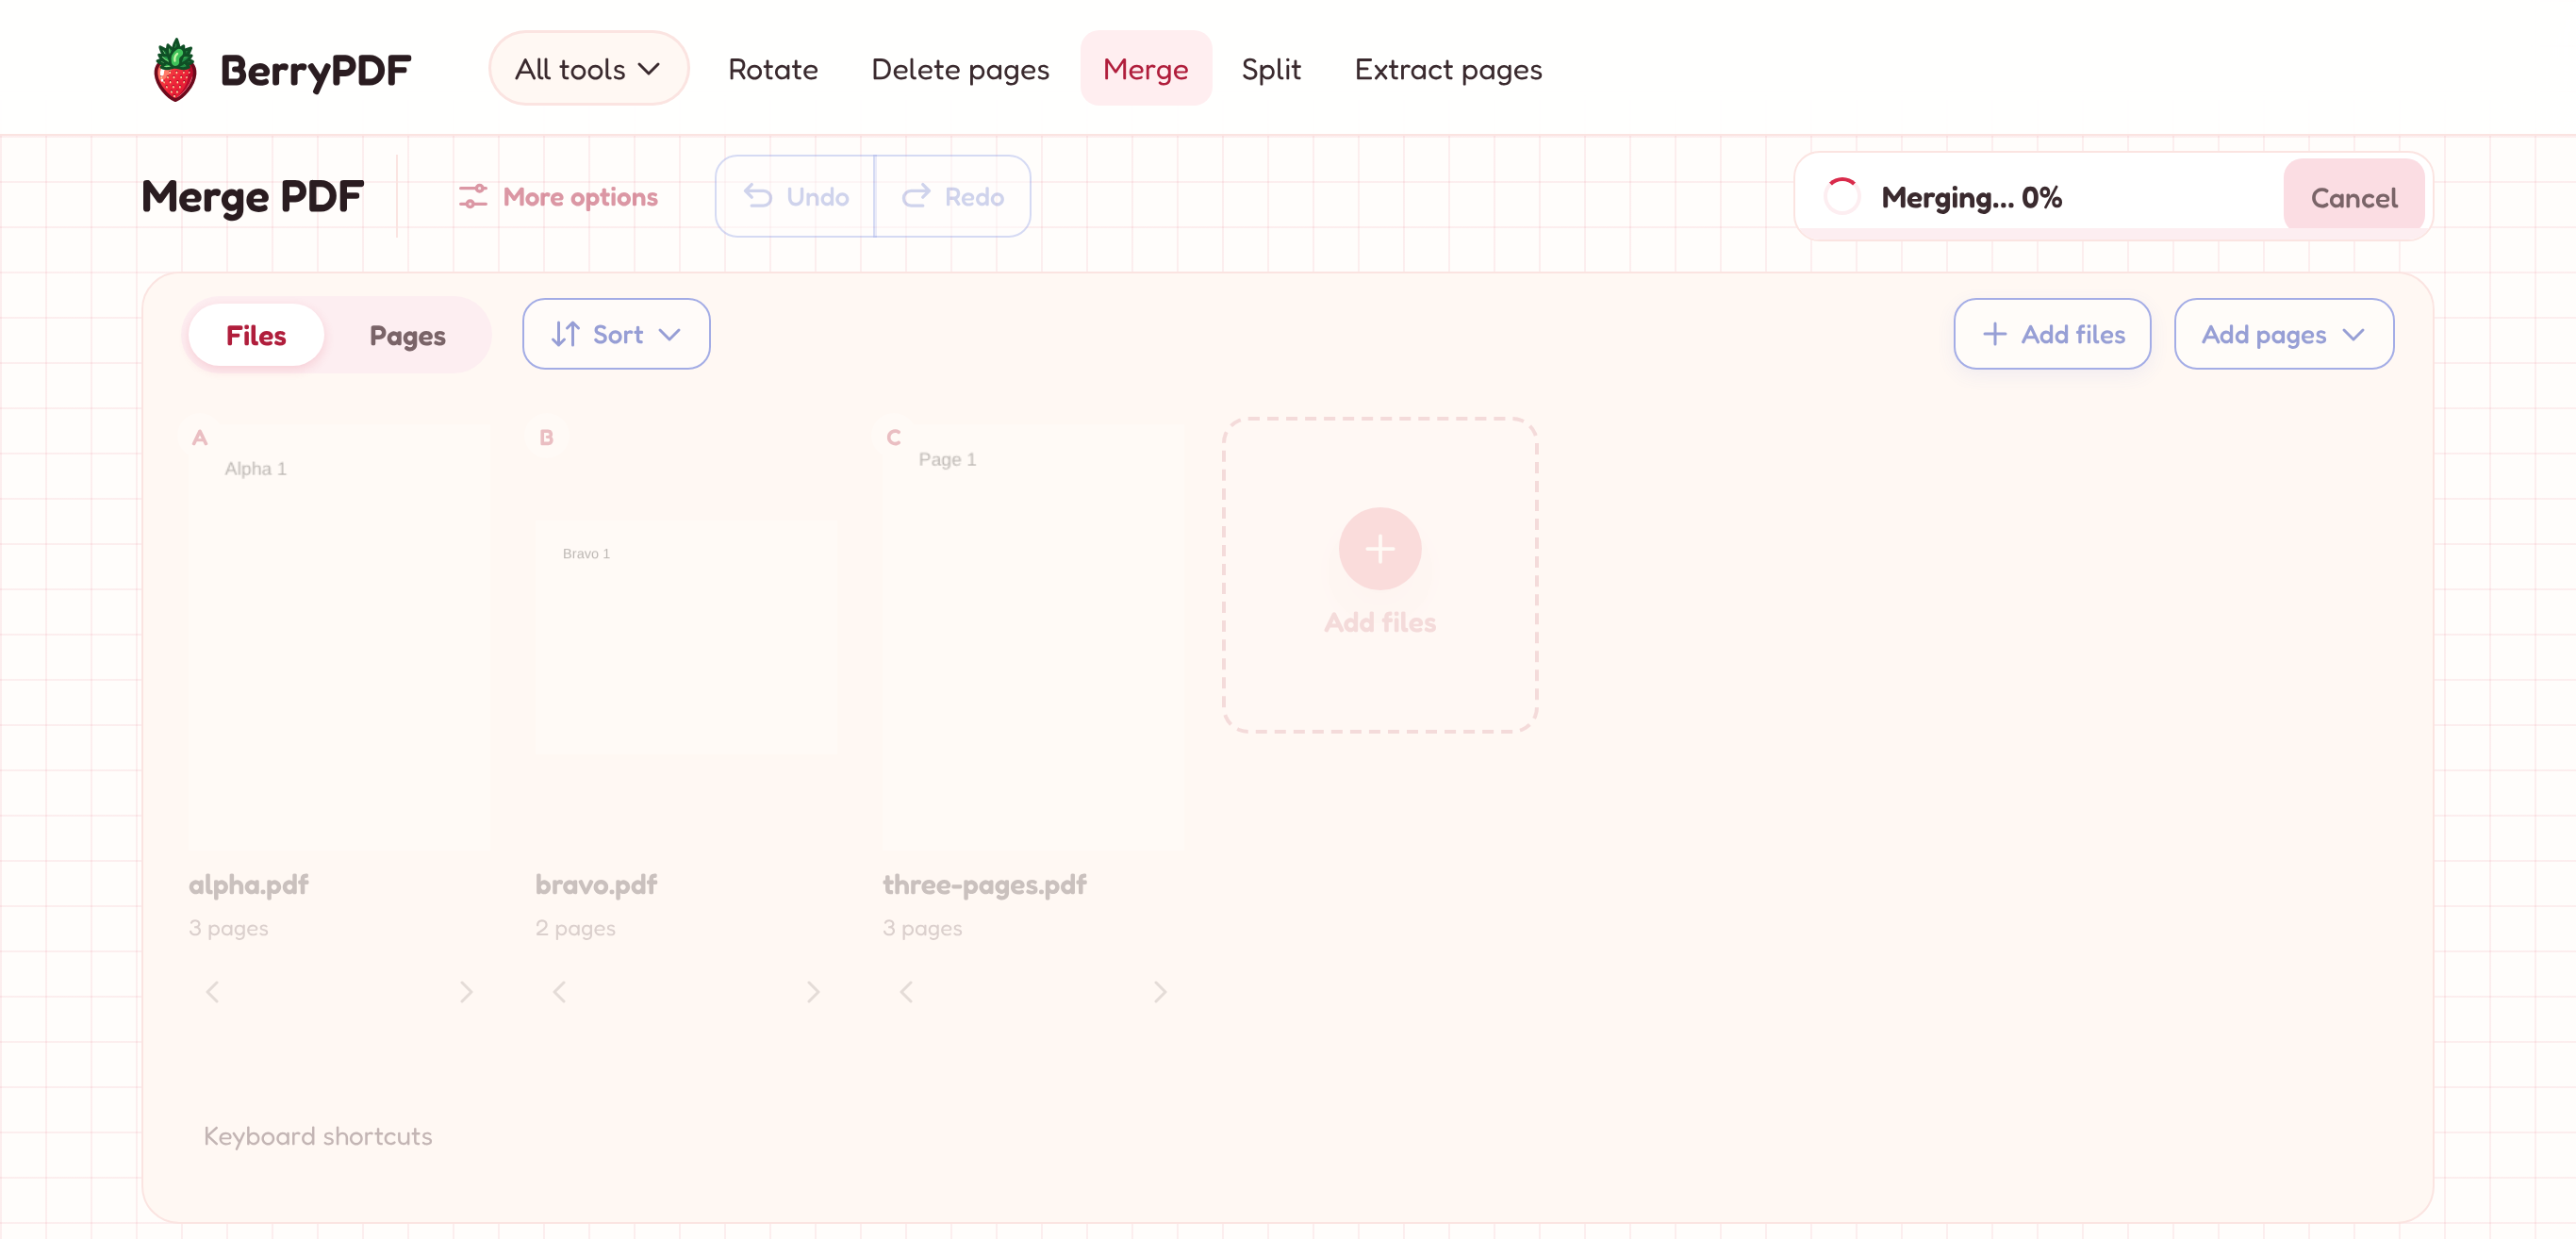 BerryPDF All tools Rotate Delete pages Merge Split Extract pages
Merge PDF More options Undo Redo Merging... 0% Cancel
Files Pages Sort Add files Add pages
A B C
Alpha 1 Page 1
Bravo 1
Add files
alpha.pdf bravo.pdf three-pages.pdf
3 pages 2 pages 3 pages
Keyboard shortcuts